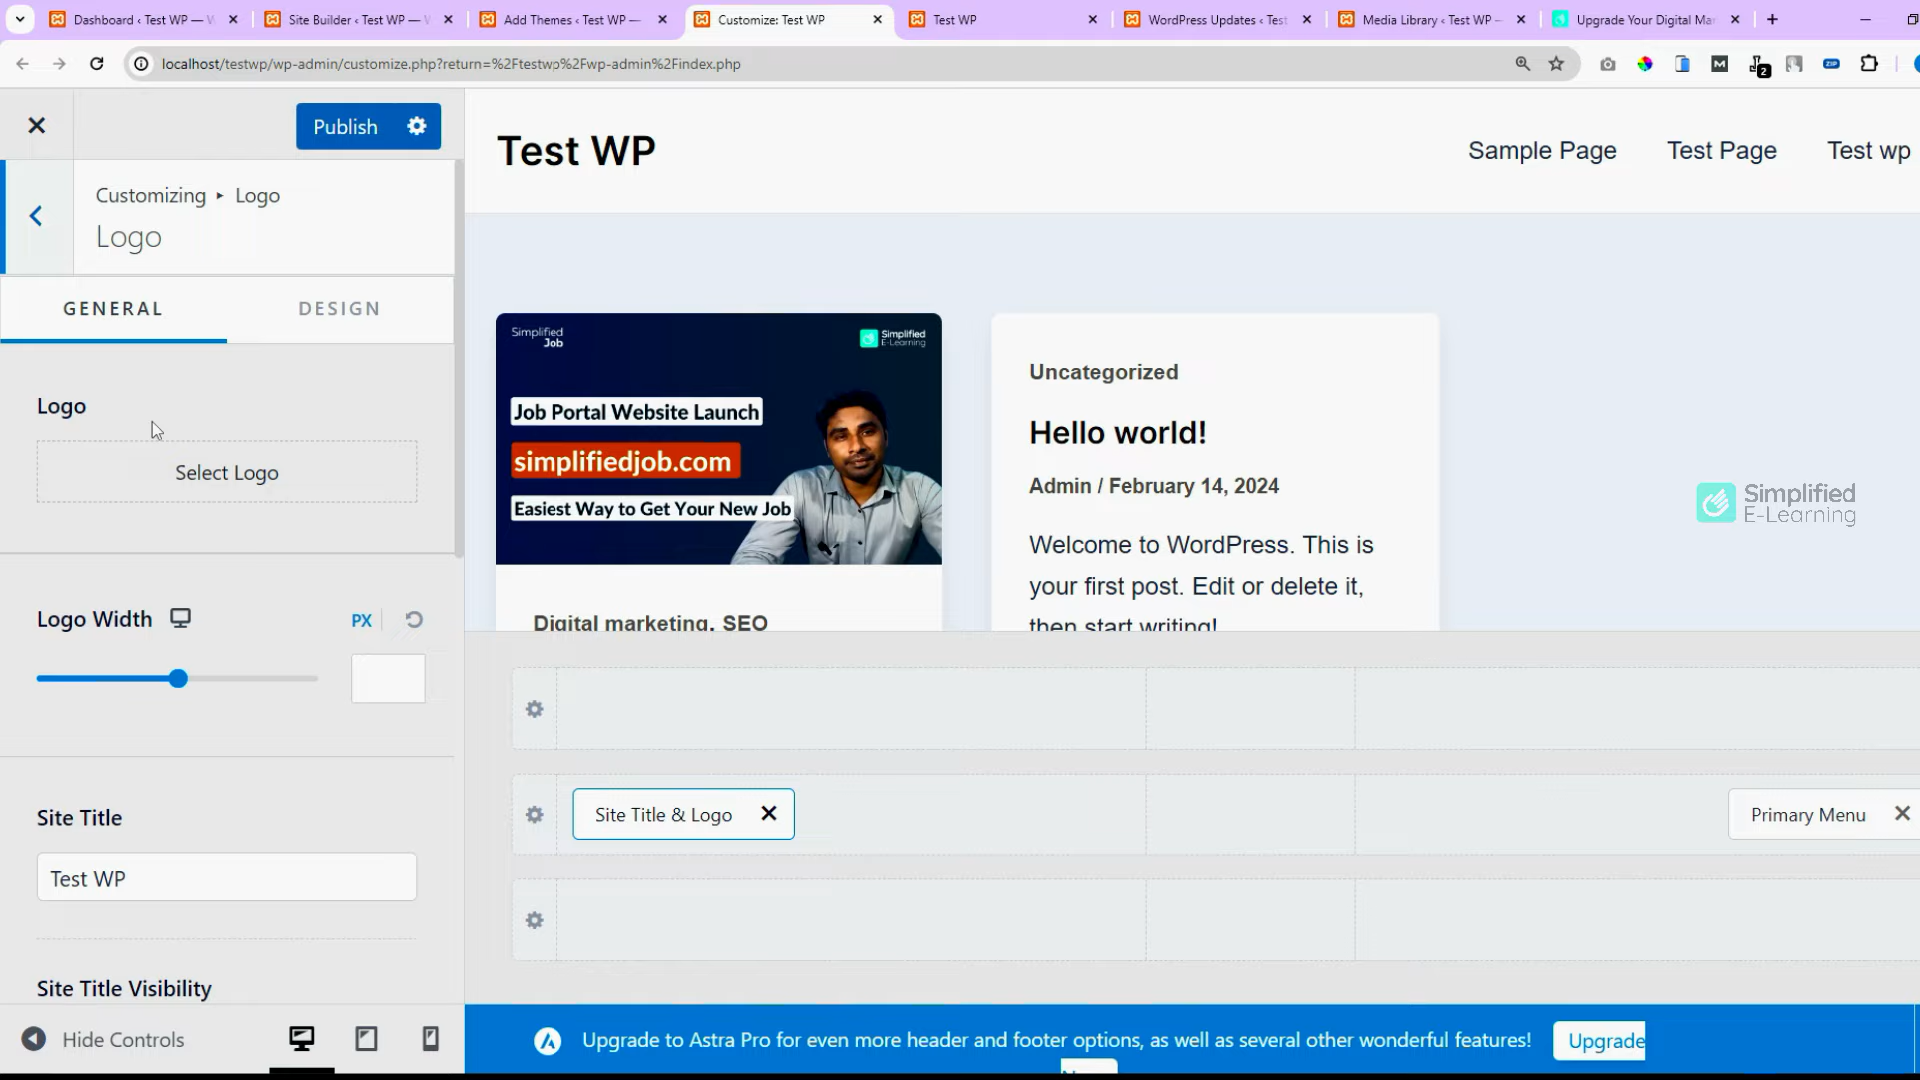 Dashboard ‹ Test WP —
Site Builder ‹ Test WP —
Add Themes ‹ Test WP —
Customize: Test WP
Test WP
WordPress Updates ‹ Test
Media Library ‹ Test WP —
Upgrade Your Digital Mar
localhost/testwp/wp-admin/customize.php?return=%2Ftestwp%2Fwp-admin%2Findex.php
M
2
ZIP
Publish
Test WP
Sample Page
Test Page
Test wp
Customizing ▸ Logo
Logo
GENERAL
DESIGN
Logo
Select Logo
Logo Width
PX
Site Title
Test WP
Site Title Visibility
Hide Controls
Simplified
Job
Simplified
E-Learning
Job Portal Website Launch
simplifiedjob.com
Easiest Way to Get Your New Job
Digital marketing, SEO
Uncategorized
Hello world!
Admin / February 14, 2024
Welcome to WordPress. This is
your first post. Edit or delete it,
then start writing!
Simplified
E-Learning
Site Title & Logo
Primary Menu
Upgrade to Astra Pro for even more header and footer options, as well as several other wonderful features!
Upgrade